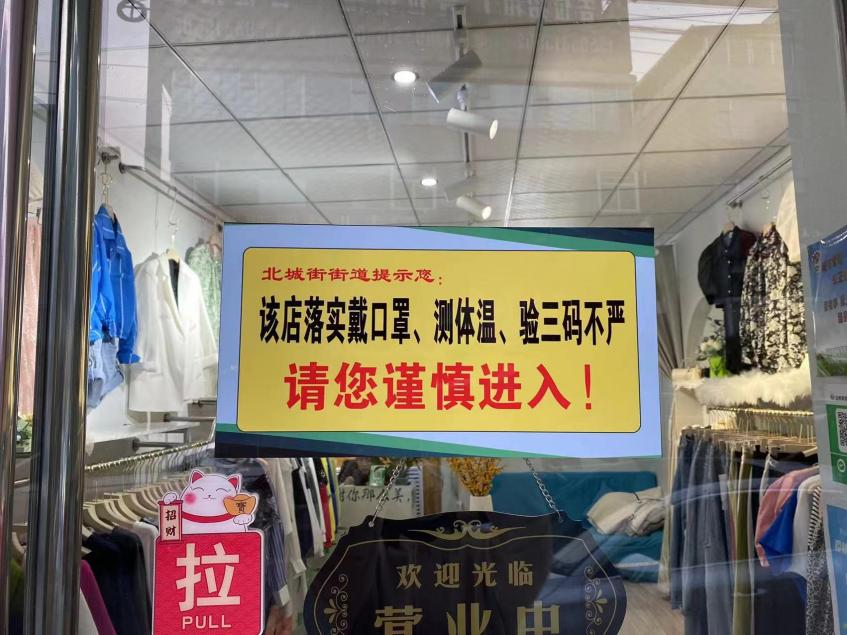 北城街街道提示您：
该店落实戴口罩、测体温、验三码不严
请您谨慎进入！
招财
寶
拉
PULL
欢迎光临
营业中